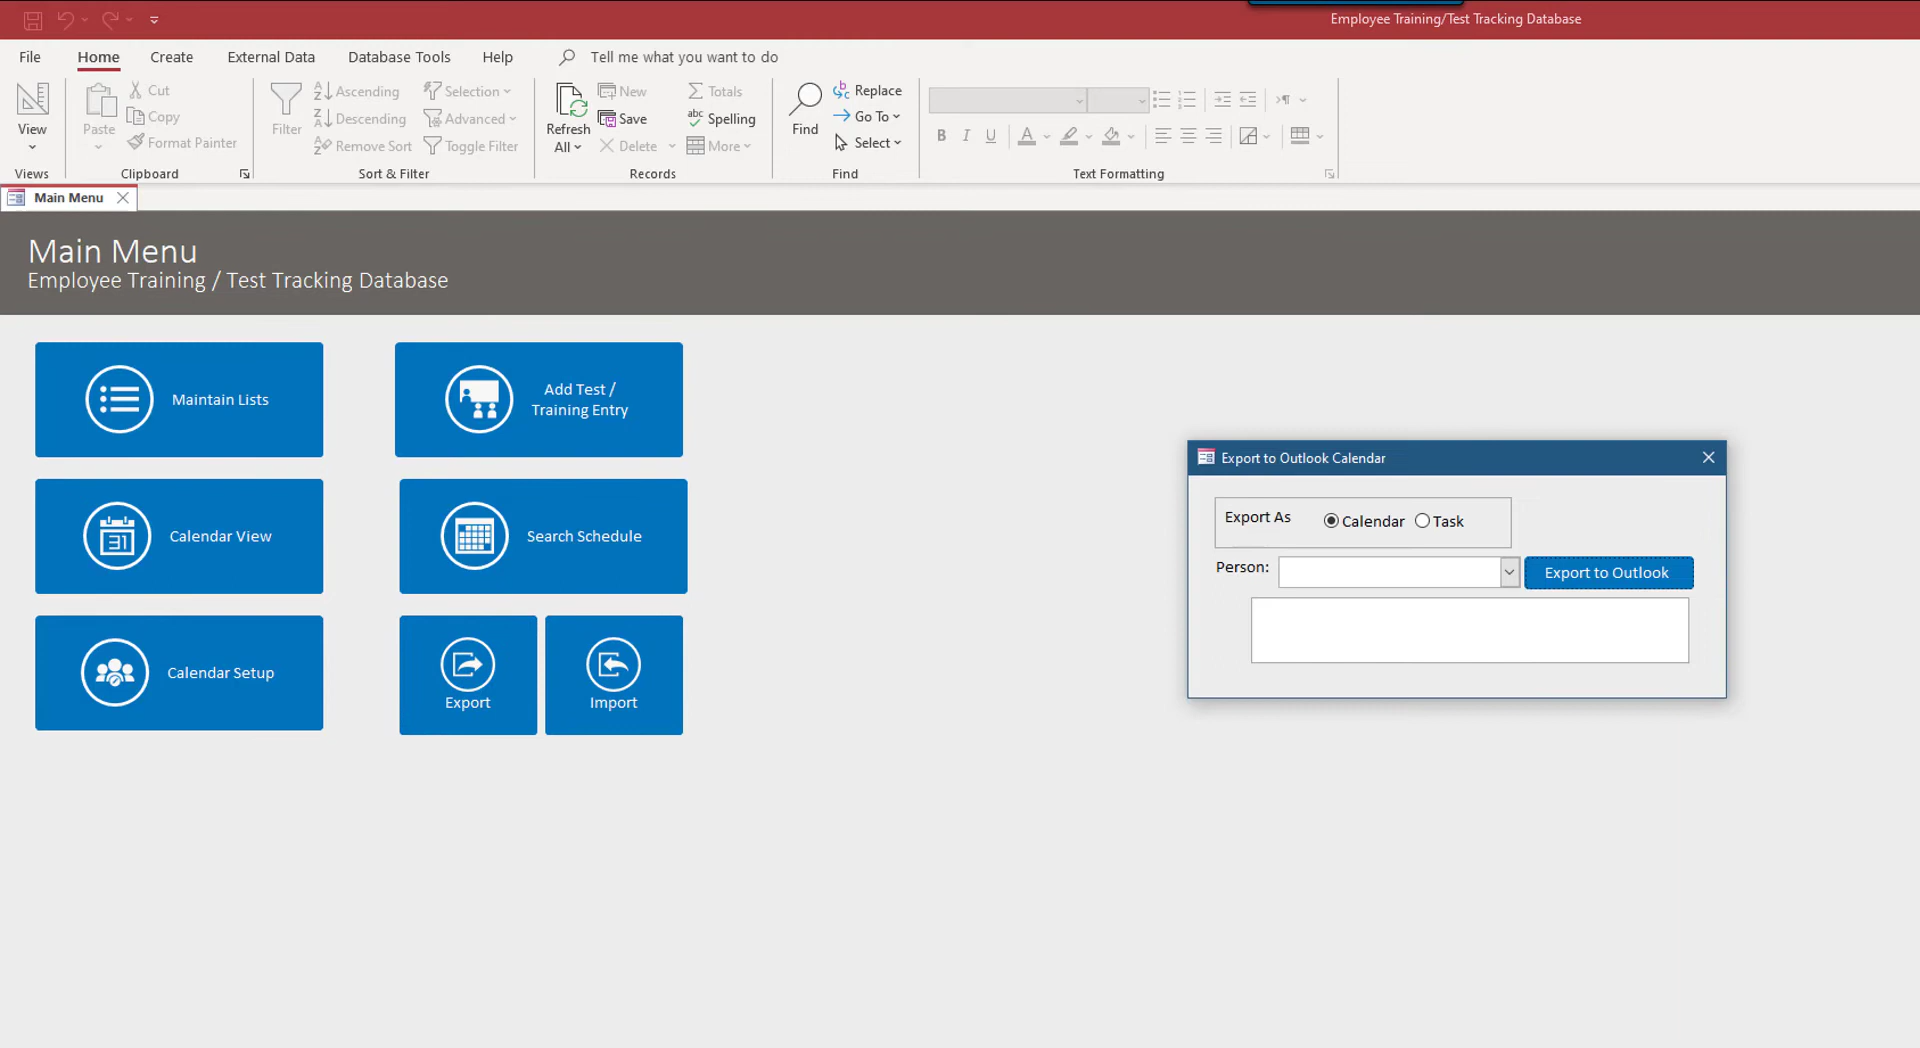 Employee Training/Test Tracking Database
File Home Create External Data Database Tools Help Tell me what you want to do
View
Views
Paste
Cut
Copy
Format Painter
Clipboard
Filter
Ascending
Descending
Remove Sort
Selection
Advanced
Toggle Filter
Sort & Filter
Refresh
All
New
Save
Delete
Totals
Spelling
More
Records
Find
Replace
Go To
Select
Find
B I U
Text Formatting
Main Menu
Main Menu
Employee Training / Test Tracking Database
Maintain Lists
Add Test /
Training Entry
Calendar View
Search Schedule
Calendar Setup
Export
Import
Export to Outlook Calendar
Export As Calendar Task
Person: Export to Outlook